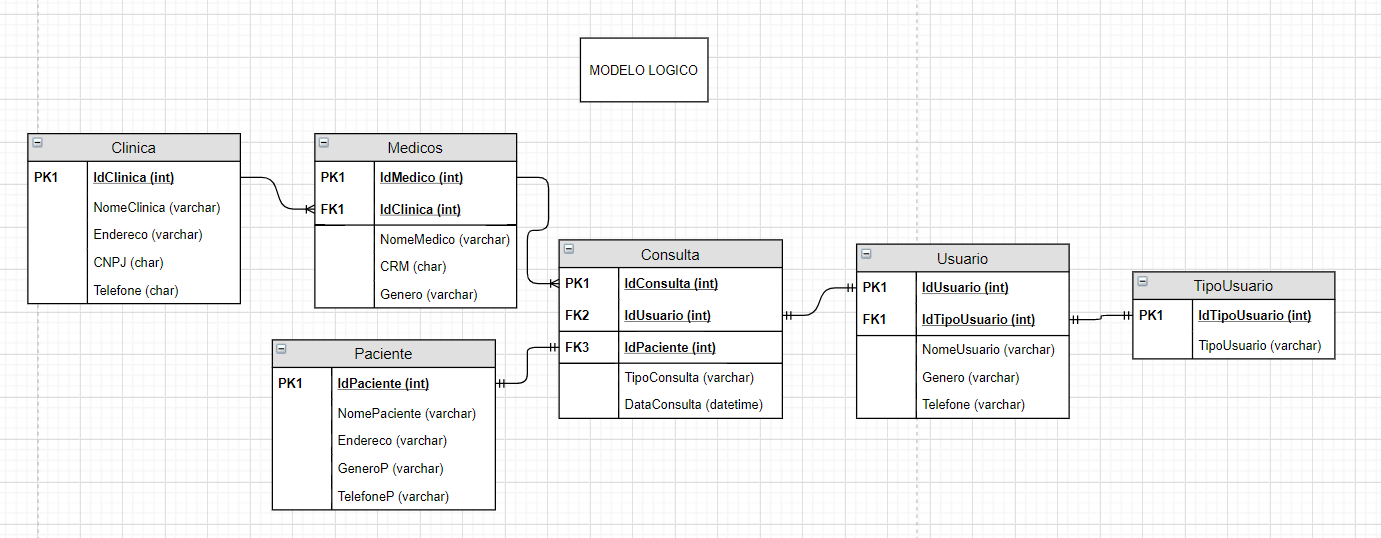 MODELO LOGICO
Clinica
PK1 IdClinica (int)
NomeClinica (varchar)
Endereco (varchar)
CNPJ (char)
Telefone (char)
Medicos
PK1 IdMedico (int)
FK1 IdClinica (int)
NomeMedico (varchar)
CRM (char)
Genero (varchar)
Consulta
PK1 IdConsulta (int)
FK2 IdUsuario (int)
FK3 IdPaciente (int)
TipoConsulta (varchar)
DataConsulta (datetime)
Usuario
PK1 IdUsuario (int)
FK1 IdTipoUsuario (int)
NomeUsuario (varchar)
Genero (varchar)
Telefone (varchar)
TipoUsuario
PK1 IdTipoUsuario (int)
TipoUsuario (varchar)
Paciente
PK1 IdPaciente (int)
NomePaciente (varchar)
Endereco (varchar)
GeneroP (varchar)
TelefoneP (varchar)